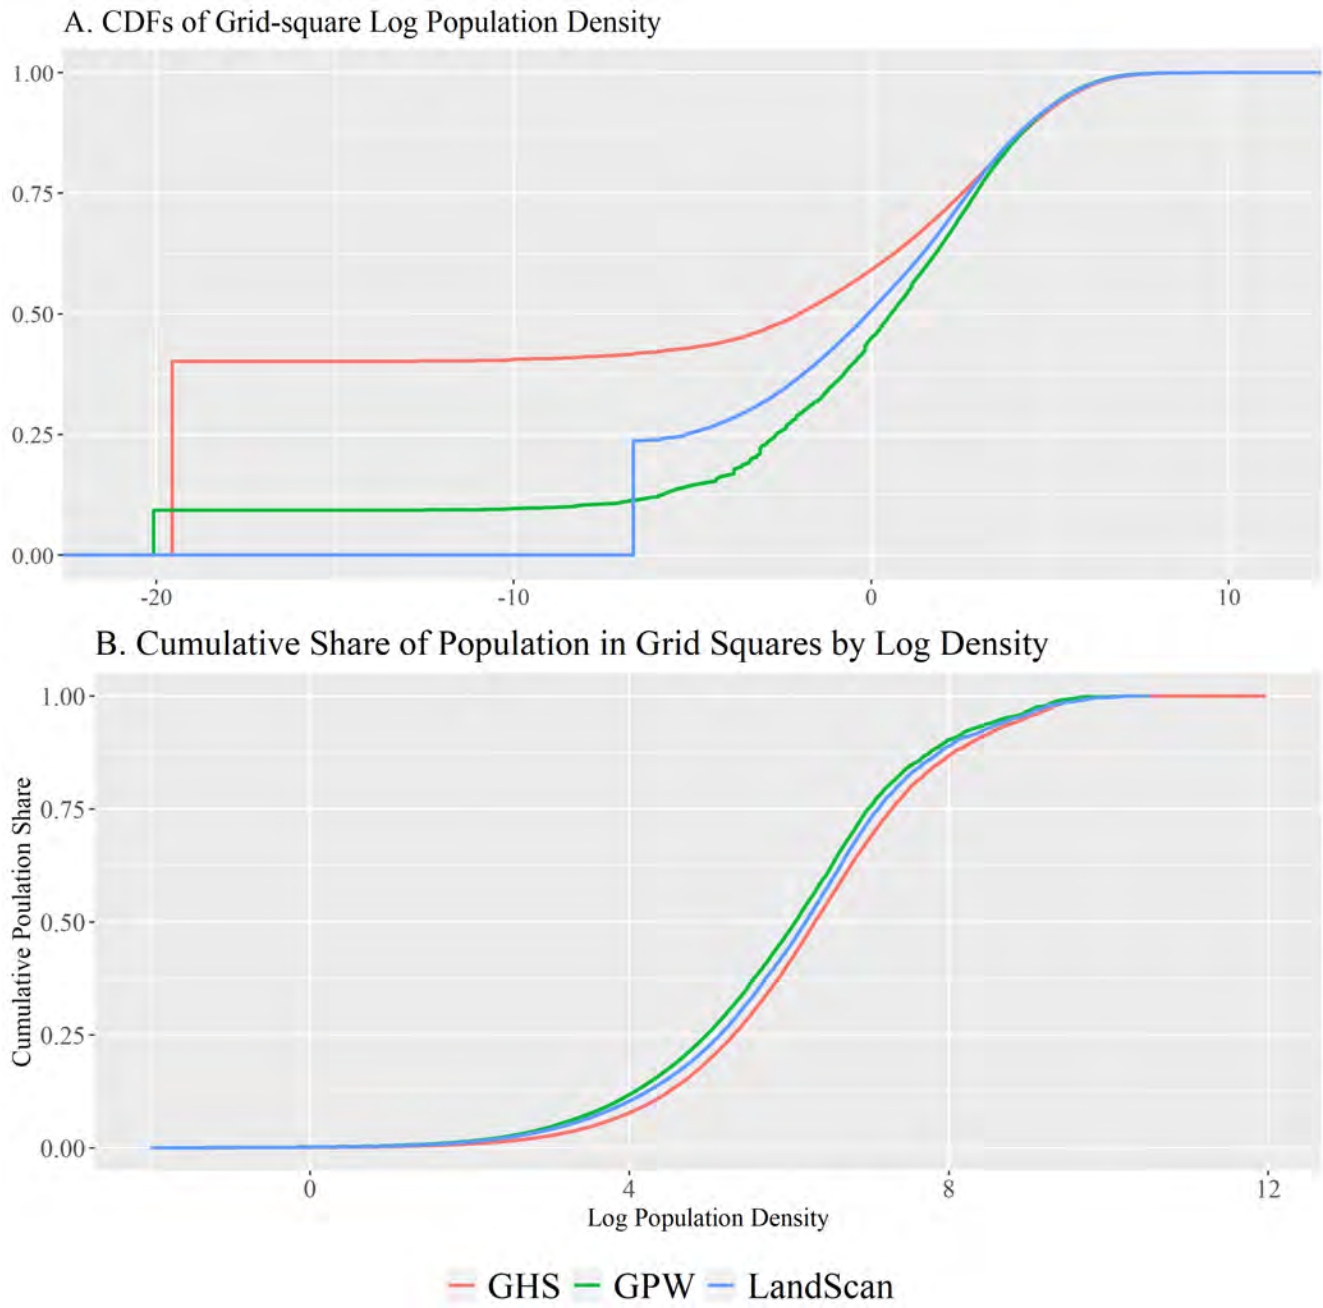 A. CDFs of Grid-square Log Population Density
1.00
0.75
0.50
0.25
0.00
-20 -10 0 10
B. Cumulative Share of Population in Grid Squares by Log Density
Cumulative Poulation Share
1.00
0.75
0.50
0.25
0.00
0 4 8 12
Log Population Density
GHS GPW LandScan